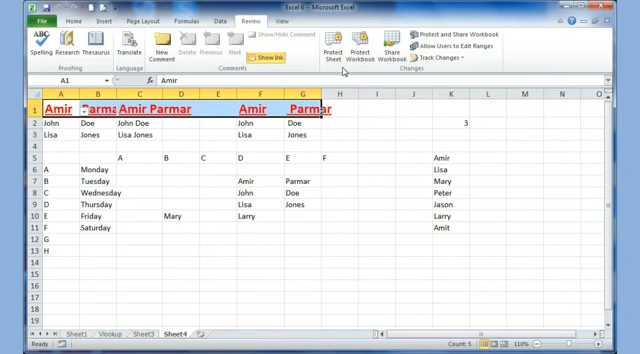 Excel 6 - Microsoft Excel
File Home Insert Page Layout Formulas Data Review View
Spelling Research Thesaurus Translate New Comment Show/Hide Comment Show Ink Protect Sheet Protect Workbook Share Workbook Protect and Share Workbook Allow Users to Edit Ranges Track Changes
Proofing Language Comments Changes
A1 fx Amir
A B C D E F G H I J K L M N O
1 Amir Parma Amir Parmar Amir Parmar
2 John Doe John Doe John Doe 3
3 Lisa Jones Lisa Jones Lisa Jones
4
5 A B C D E F Amir
6 A Monday Lisa
7 B Tuesday Amir Parmar Mary
8 C Wednesday John Doe Peter
9 D Thursday Lisa Jones Jason
10 E Friday Mary Larry Larry
11 F Saturday Amit
12 G
13 H
14
15
16
17
18
19
Sheet1 Vlookup Sheet3 Sheet4
Ready Count: 5 110%